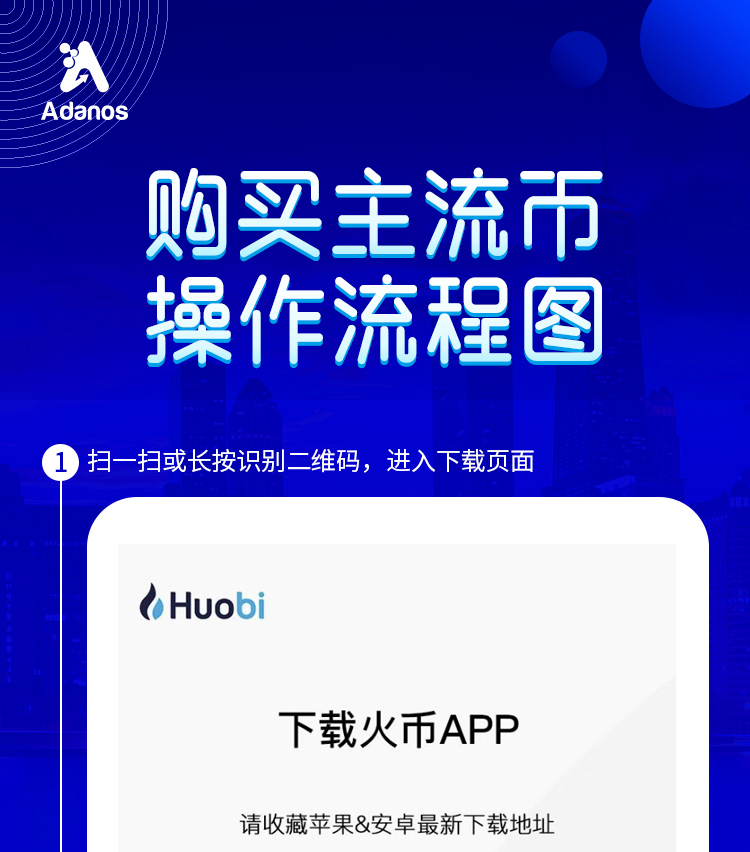 Adanos
购买主流币
操作流程图
1 扫一扫或长按识别二维码，进入下载页面
Huobi
下载火币APP
请收藏苹果&安卓最新下载地址